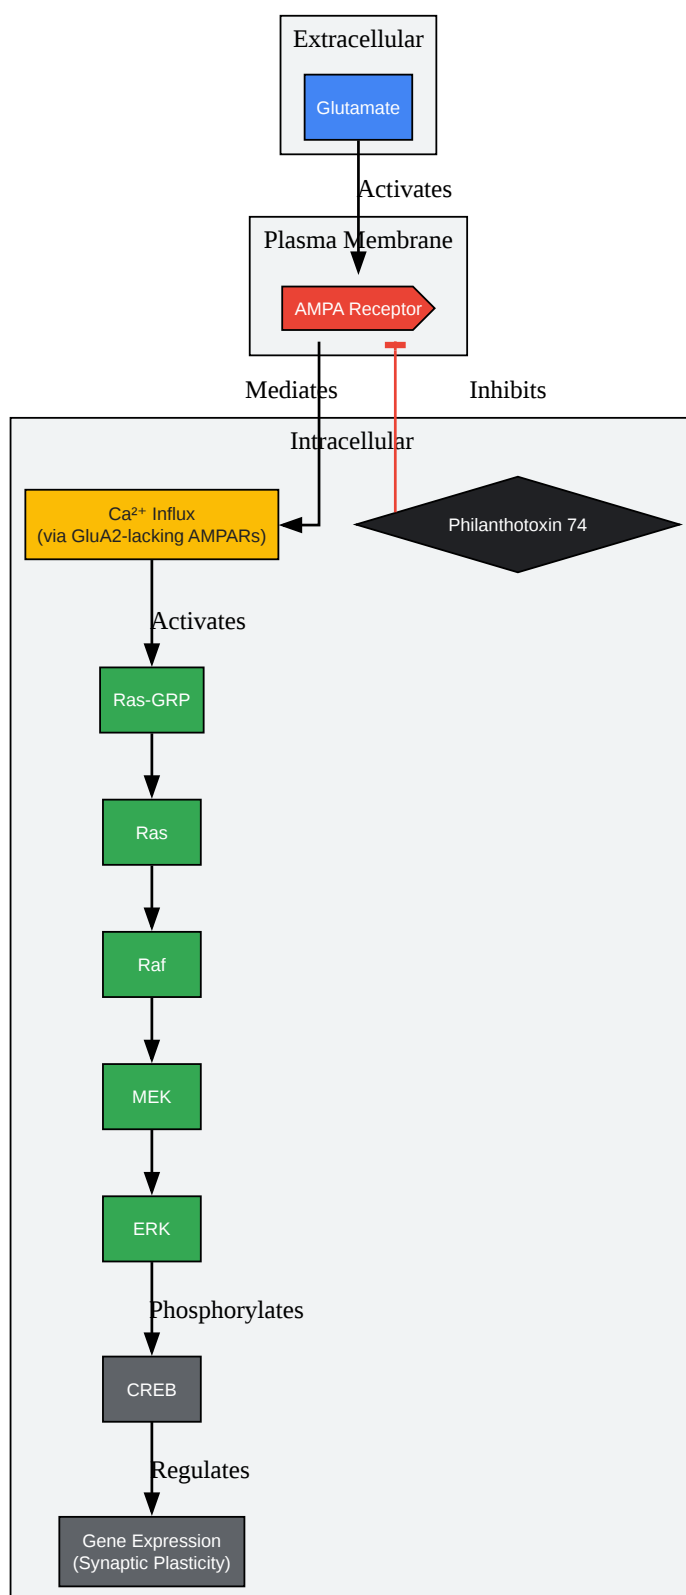 Extracellular
Glutamate
Activates
Plasma Membrane
AMPA Receptor
Mediates
Inhibits
Intracellular
Ca²⁺ Influx
(via GluA2-lacking AMPARs)
Philanthotoxin 74
Activates
Ras-GRP
Ras
Raf
MEK
ERK
Phosphorylates
CREB
Regulates
Gene Expression
(Synaptic Plasticity)